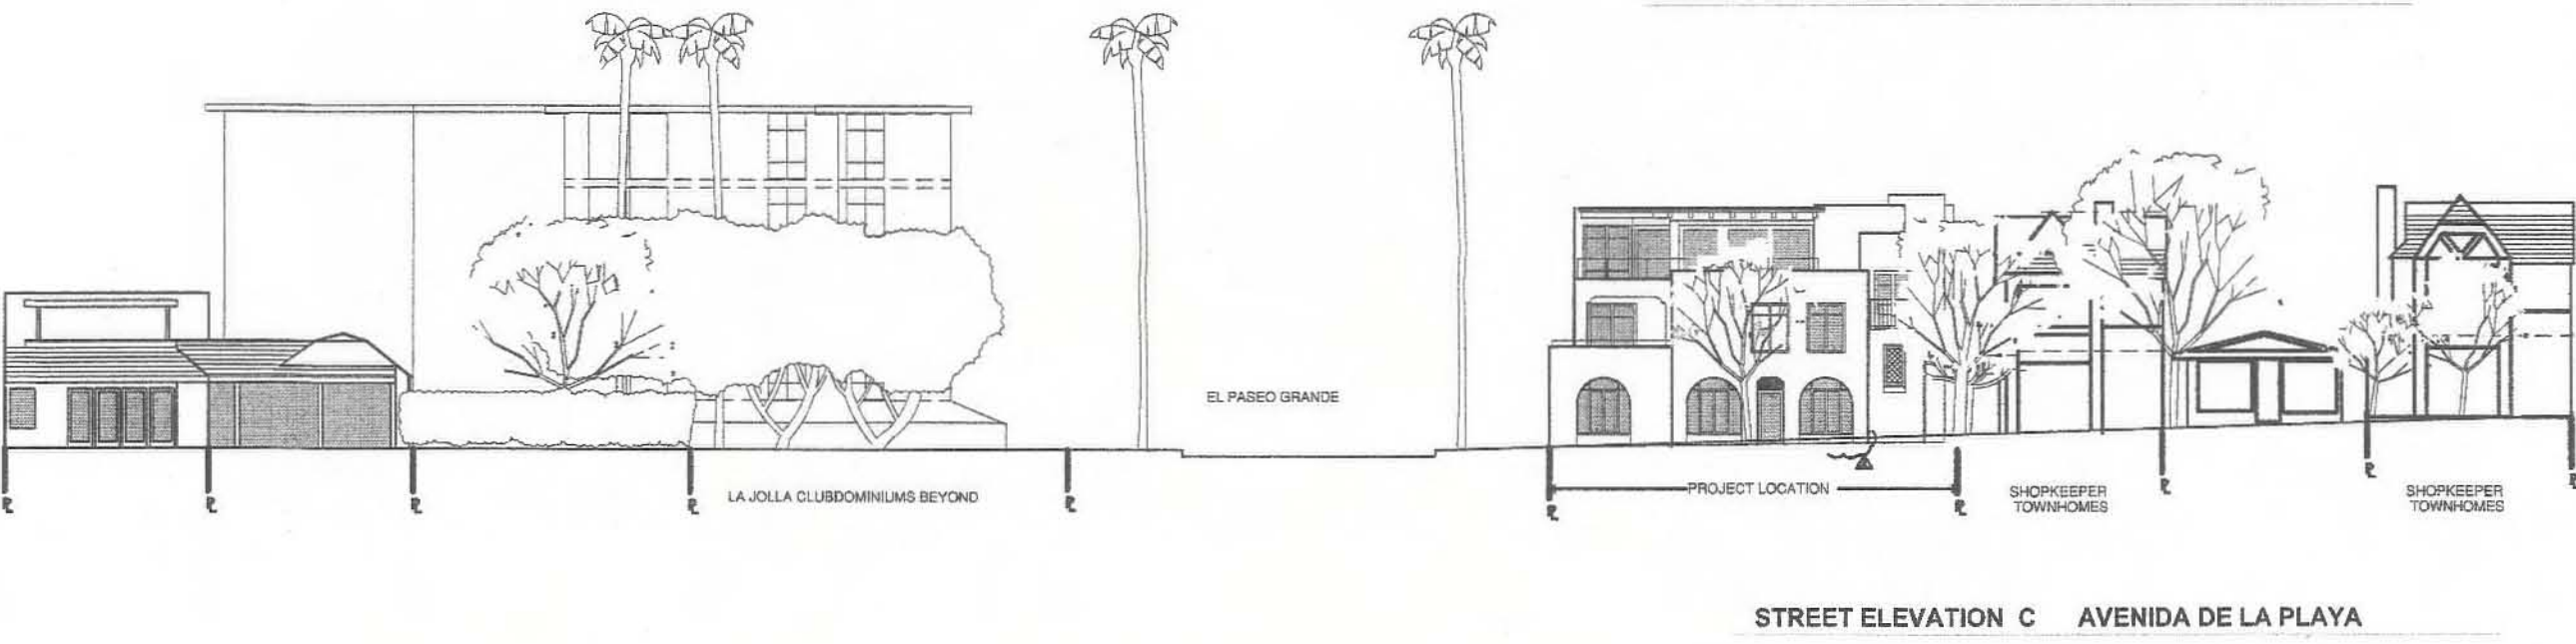 EL PASEO GRANDE
LA JOLLA CLUBDOMINIUMS BEYOND
PROJECT LOCATION
SHOPKEEPER
TOWNHOMES
SHOPKEEPER
TOWNHOMES
STREET ELEVATION C AVENIDA DE LA PLAYA